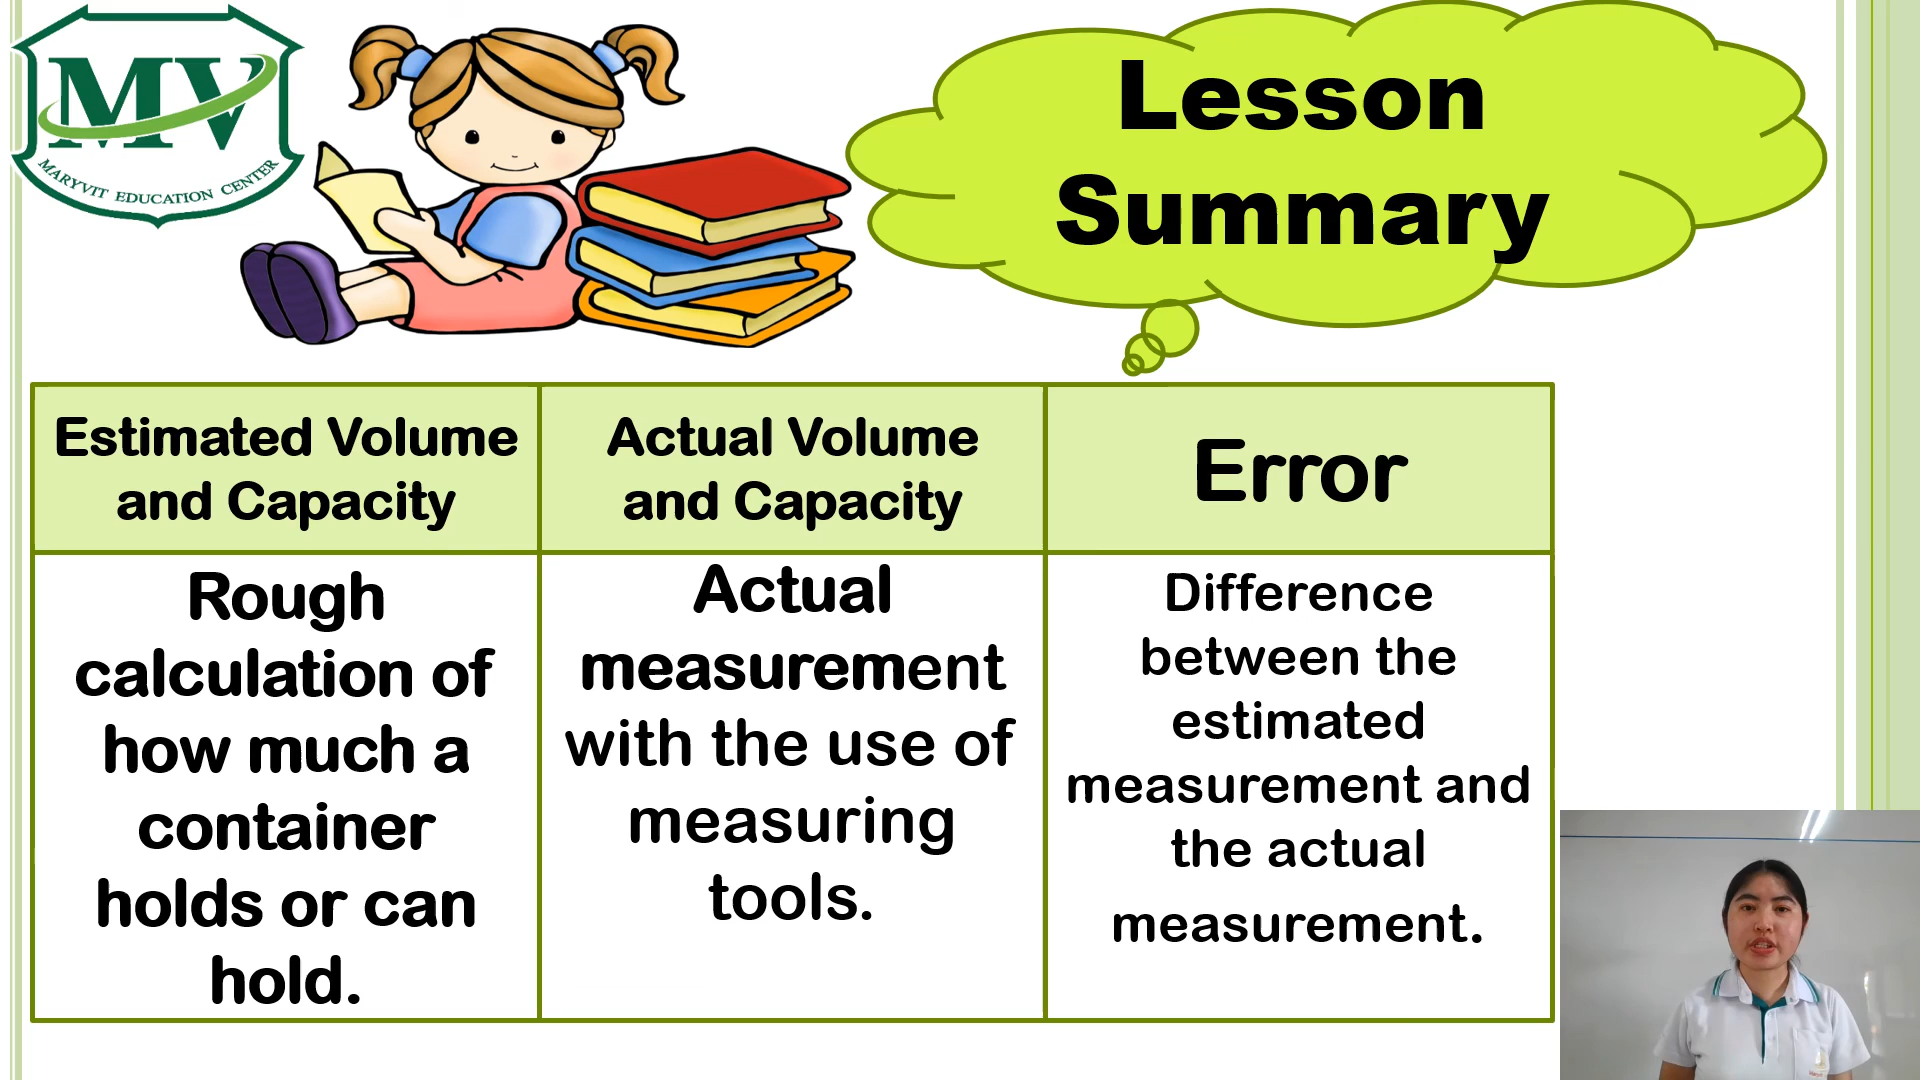 MV
MARYVIT EDUCATION CENTER
Lesson
Summary
Estimated Volume
and Capacity
Actual Volume
and Capacity
Error
Rough
calculation of
how much a
container
holds or can
hold.
Actual
measurement
with the use of
measuring
tools.
Difference
between the
estimated
measurement and
the actual
measurement.